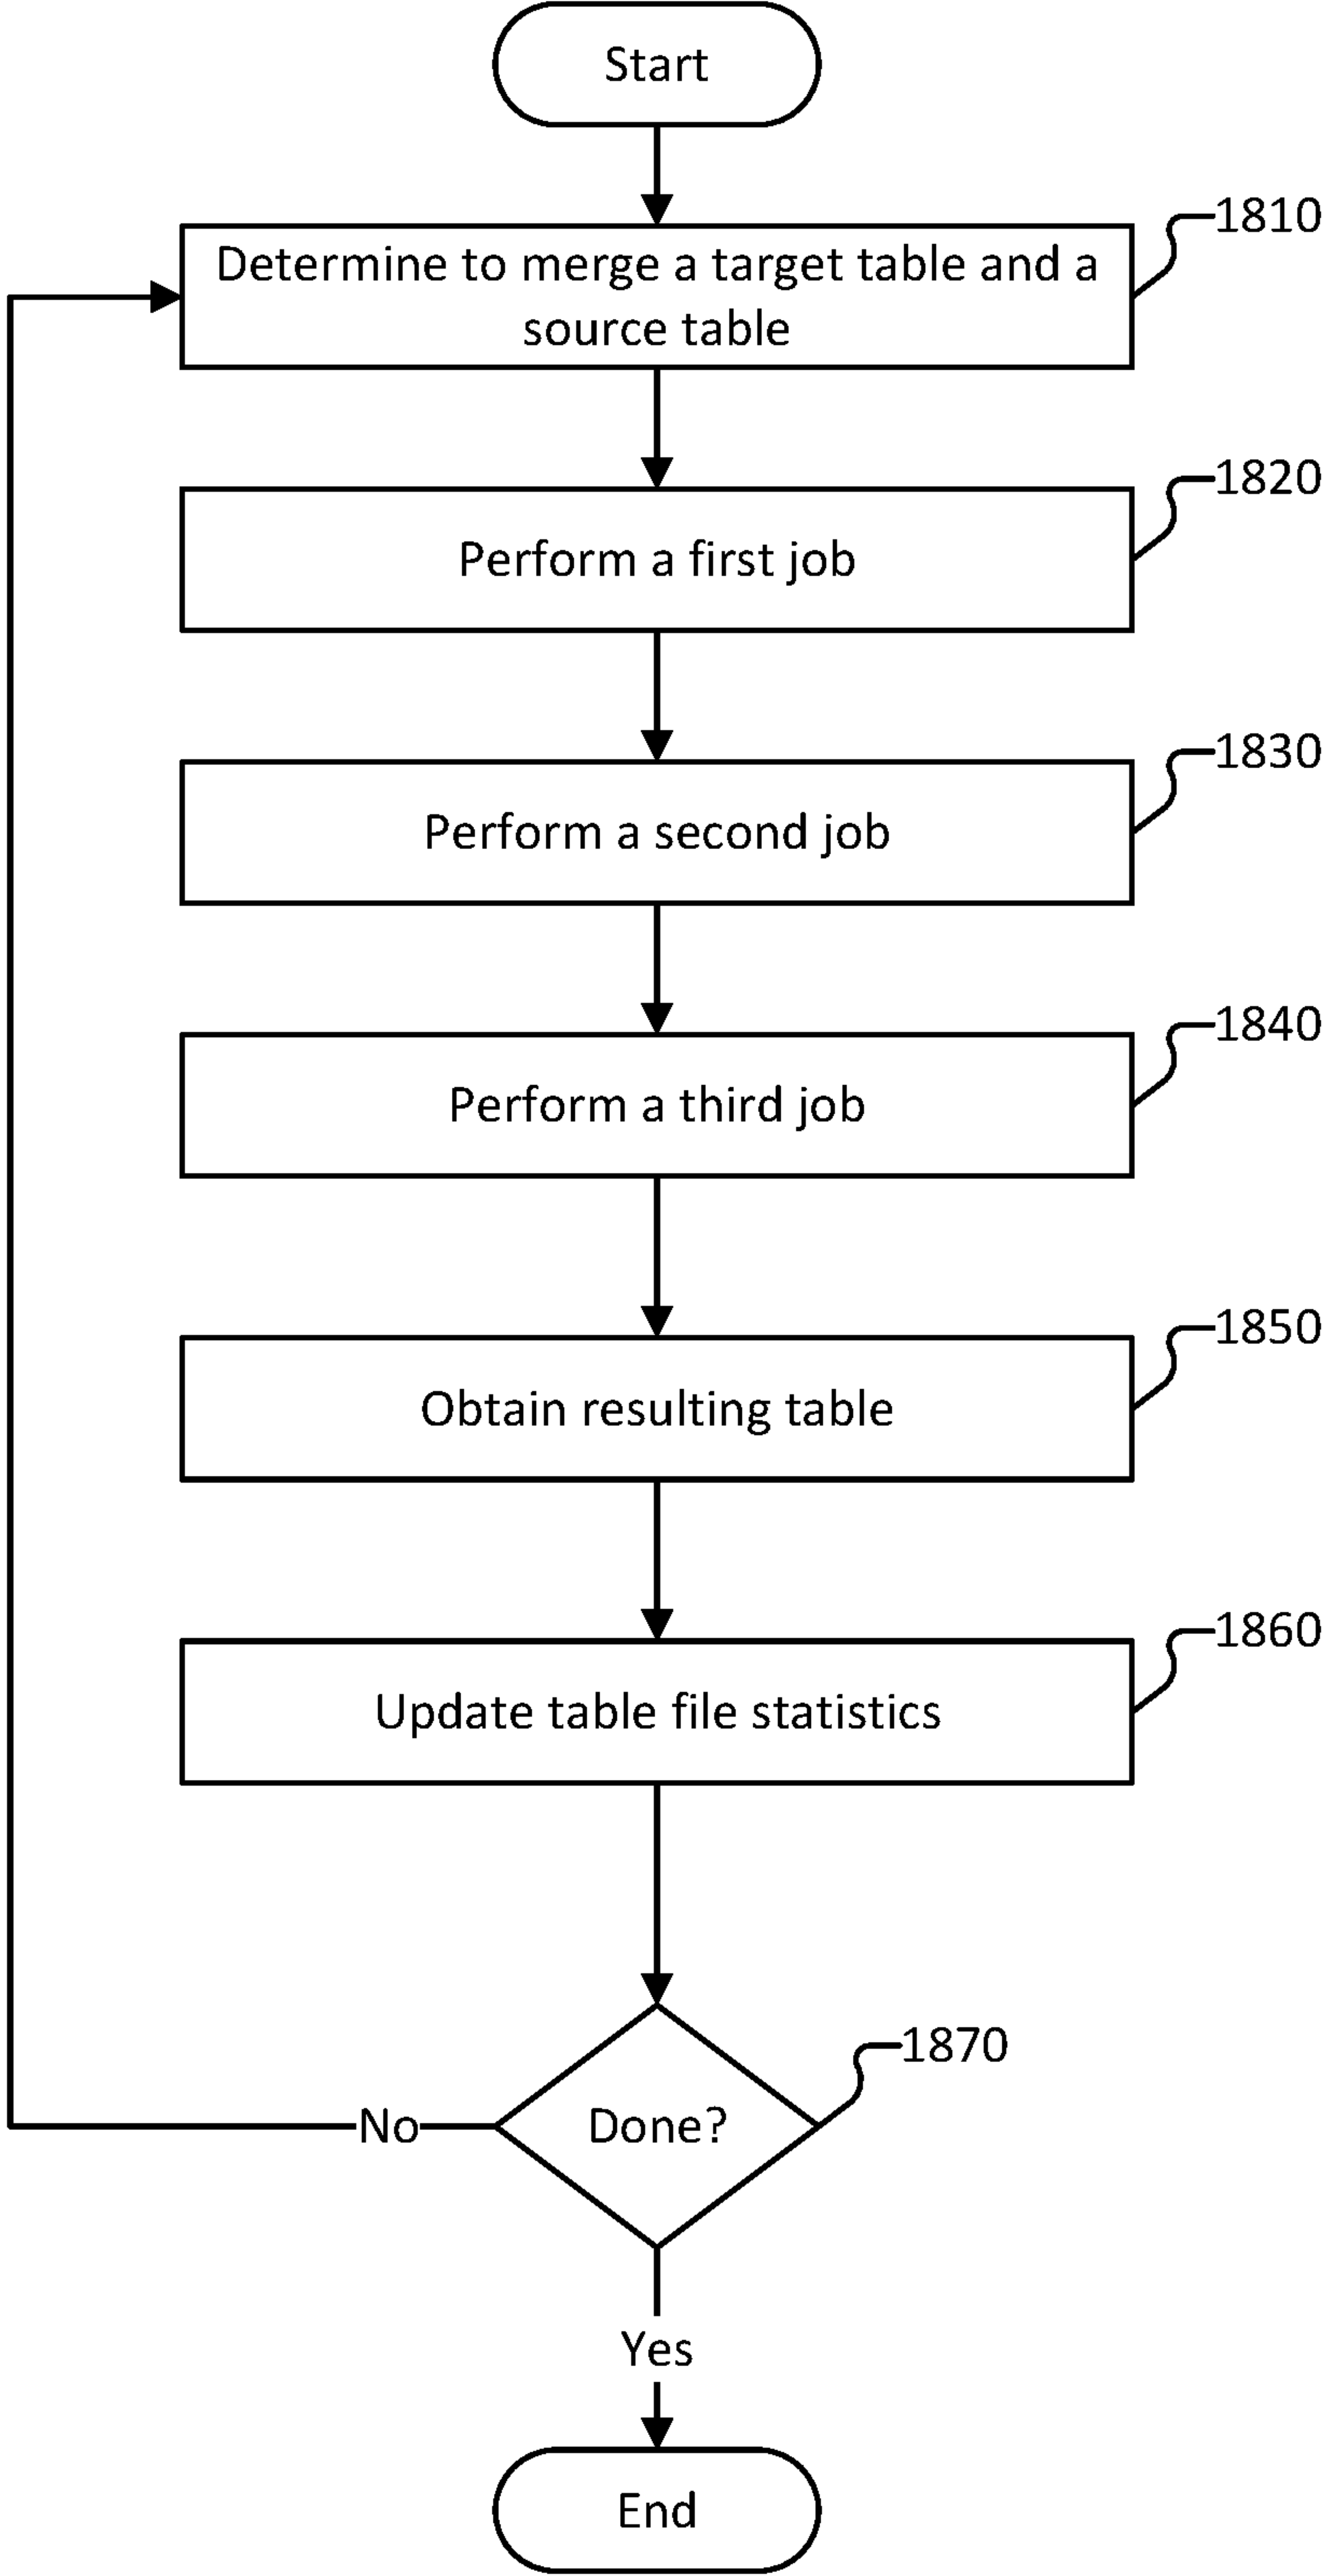 Start
1810
Determine to merge a target table and a
source table
1820
Perform a first job
1830
Perform a second job
1840
Perform a third job
1850
Obtain resulting table
1860
Update table file statistics
1870
Done?
No
Yes
End